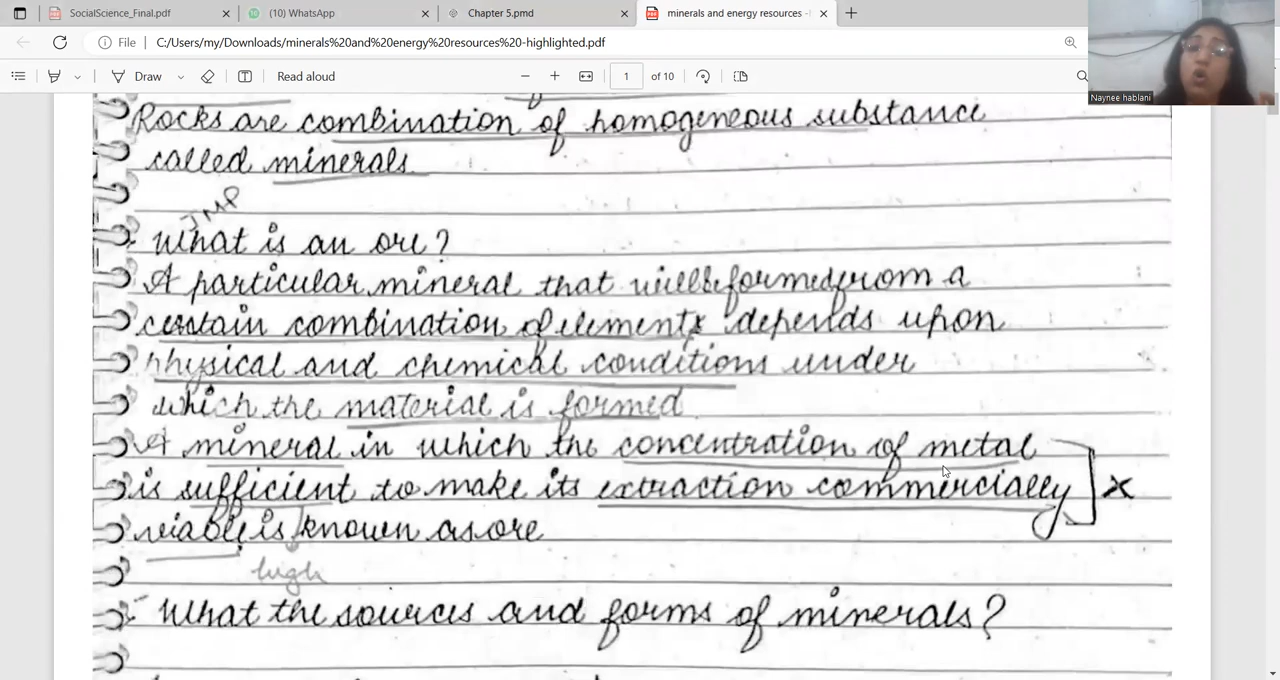 SocialScience_Final.pdf
(10) WhatsApp
Chapter 5.pmd
minerals and energy resources -
File
C:/Users/my/Downloads/minerals%20and%20energy%20resources%20-highlighted.pdf
Draw
Read aloud
1 of 10
Naynee hablani
Rocks are combination of homogeneous substance
called minerals
IMP
What is an ore?
A particular mineral that will be formed from a
certain combination of elements depends upon
physical and chemical conditions under
which the material is formed
A mineral in which the concentration of metal
is sufficient to make its extraction commercially
viable is known as ore
high
What the sources and forms of minerals?